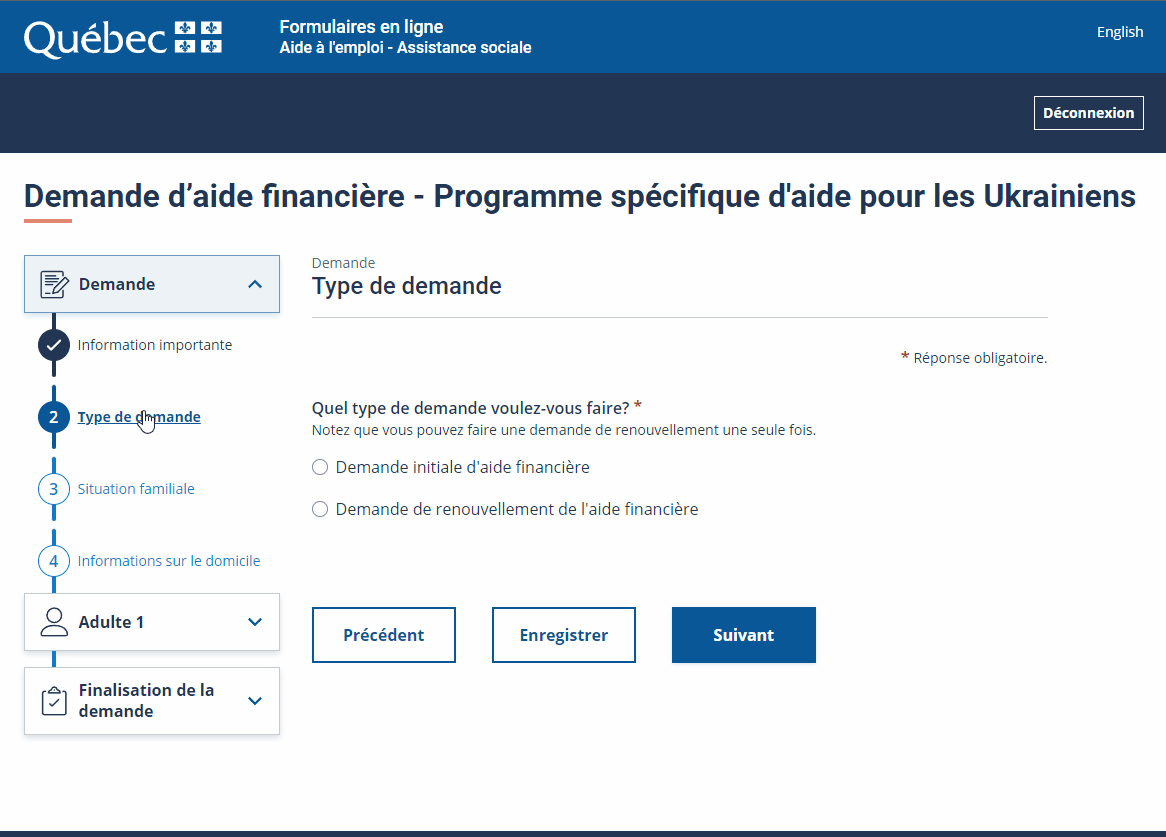 Québec
Formulaires en ligne
Aide à l'emploi - Assistance sociale
English
Déconnexion
Demande d’aide financière - Programme spécifique d'aide pour les Ukrainiens
Demande
Information importante
2 Type de demande
3 Situation familiale
4 Informations sur le domicile
Adulte 1
Finalisation de la
demande
Demande
Type de demande
* Réponse obligatoire.
Quel type de demande voulez-vous faire? *
Notez que vous pouvez faire une demande de renouvellement une seule fois.
Demande initiale d'aide financière
Demande de renouvellement de l'aide financière
Précédent
Enregistrer
Suivant